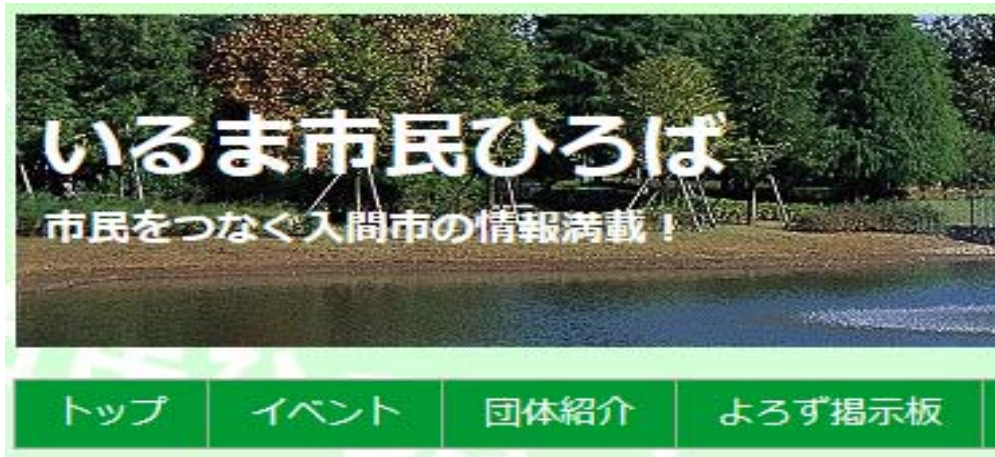 いるま市民ひろば
市民をつなぐ入間市の情報満載！
トップ
イベント
団体紹介
よろず掲示板